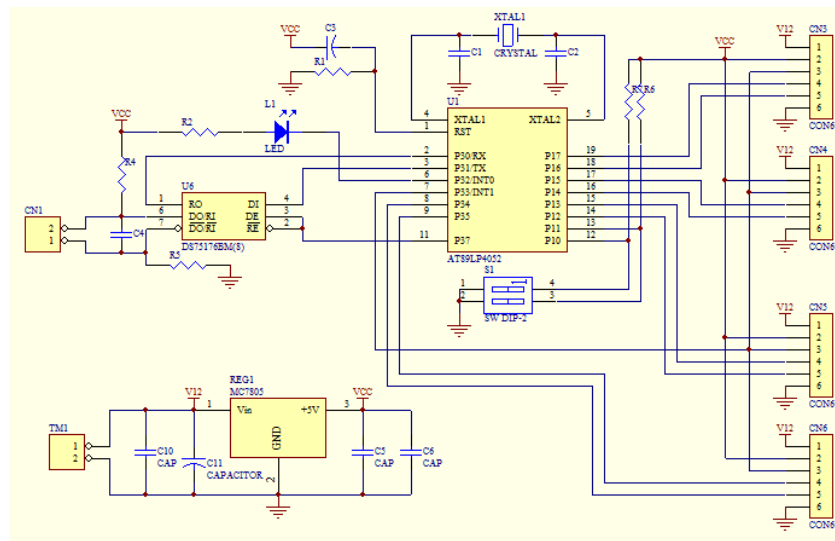 XTAL1
CN3
V12
VCC
C3
VCC
C1
C2
CRYSTAL
1
2
3
4
5
6
CON6
R1
R6
L1
U1
VCC
R2
LED
4 XTAL1 XTAL2 5
1 RST
2 P30/RX P17 19
3 P31/TX P16 18
6 P32/INT0 P15 17
7 P33/INT1 P14 16
8 P34 P13 15
9 P35 P12 14
P11 13
11 P37 P10 12
AT89LP4052
R4
U6
1 RO DI 4
6 DO/RI DE 3
7 DO/RI RE 2
DS75176BM(8)
CN1
2
1
C4
R5
CN4
V12
1
2
3
4
5
6
CON6
S1
1 4
2 3
SW DIP-2
CN5
V12
1
2
3
4
5
6
CON6
REG1
MC7805
V12
1 Vin +5V 3
GND
2
VCC
TM1
1
2
C10
CAP
C11
CAPACITOR
C5
CAP
C6
CAP
CN6
V12
1
2
3
4
5
6
CON6